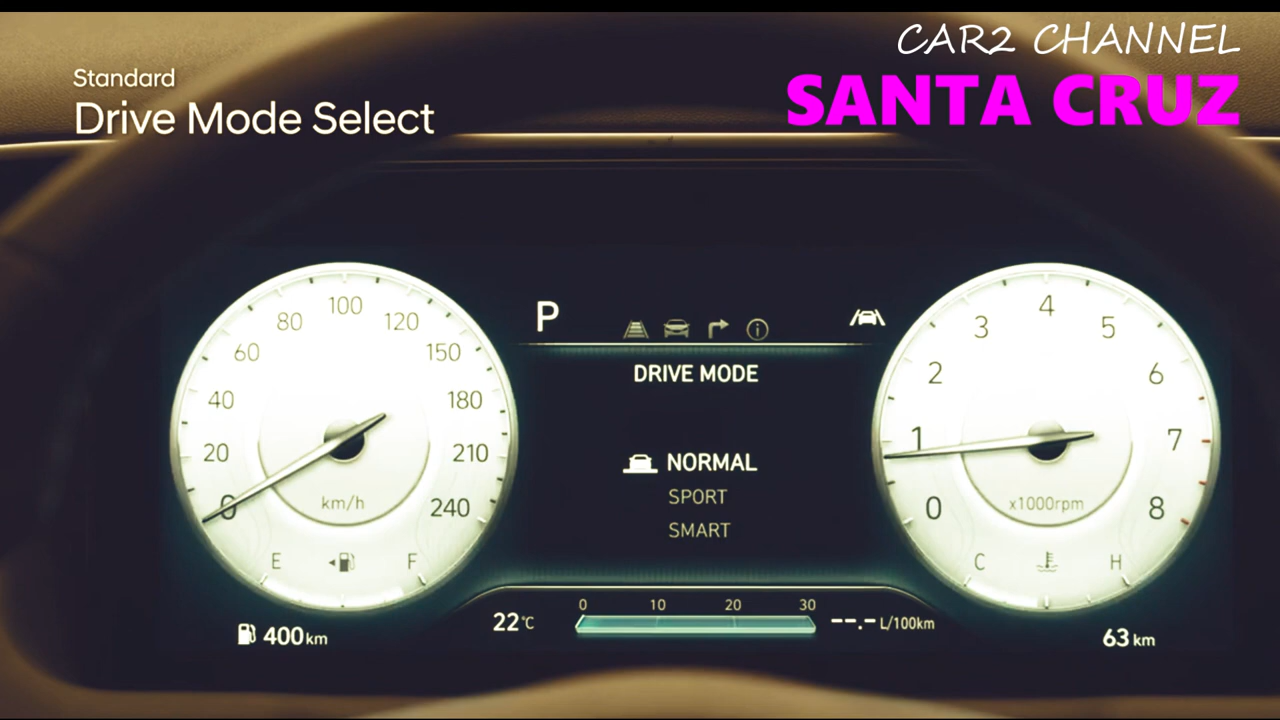 CAR2 CHANNEL
SANTA CRUZ
Standard
Drive Mode Select
P
DRIVE MODE
NORMAL
SPORT
SMART
0
20
40
60
80
100
120
150
180
210
240
km/h
E
F
0
1
2
3
4
5
6
7
8
x1000rpm
C
H
400 km
22°C
0 10 20 30
--.- L/100km
63 km